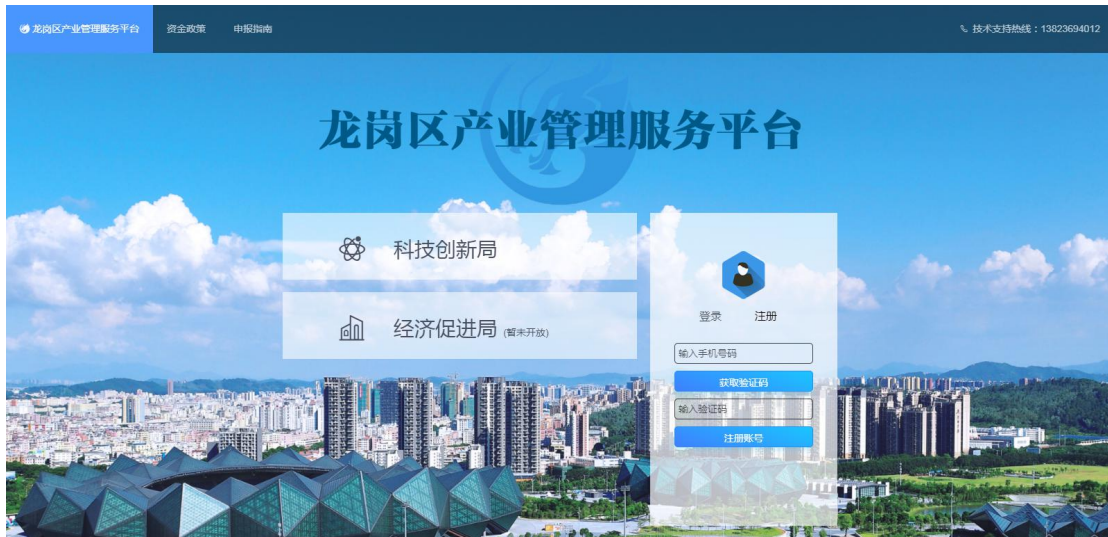 龙岗区产业管理服务平台
资金政策
申报指南
技术支持热线：13823694012
龙岗区产业管理服务平台
科技创新局
经济促进局 (暂未开放)
登录 注册
输入手机号码
获取验证码
输入验证码
注册账号